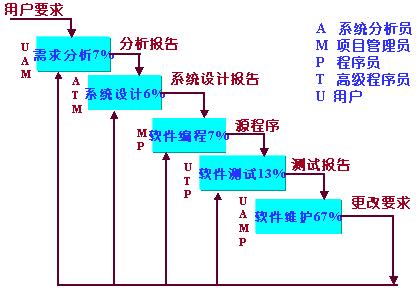 用户要求
需求分析7%
U
A
M
分析报告
系统设计6%
A
T
M
系统设计报告
软件编程7%
M
P
源程序
软件测试13%
U
T
P
测试报告
软件维护67%
U
A
M
P
更改要求
A 系统分析员
M 项目管理员
P 程序员
T 高级程序员
U 用户